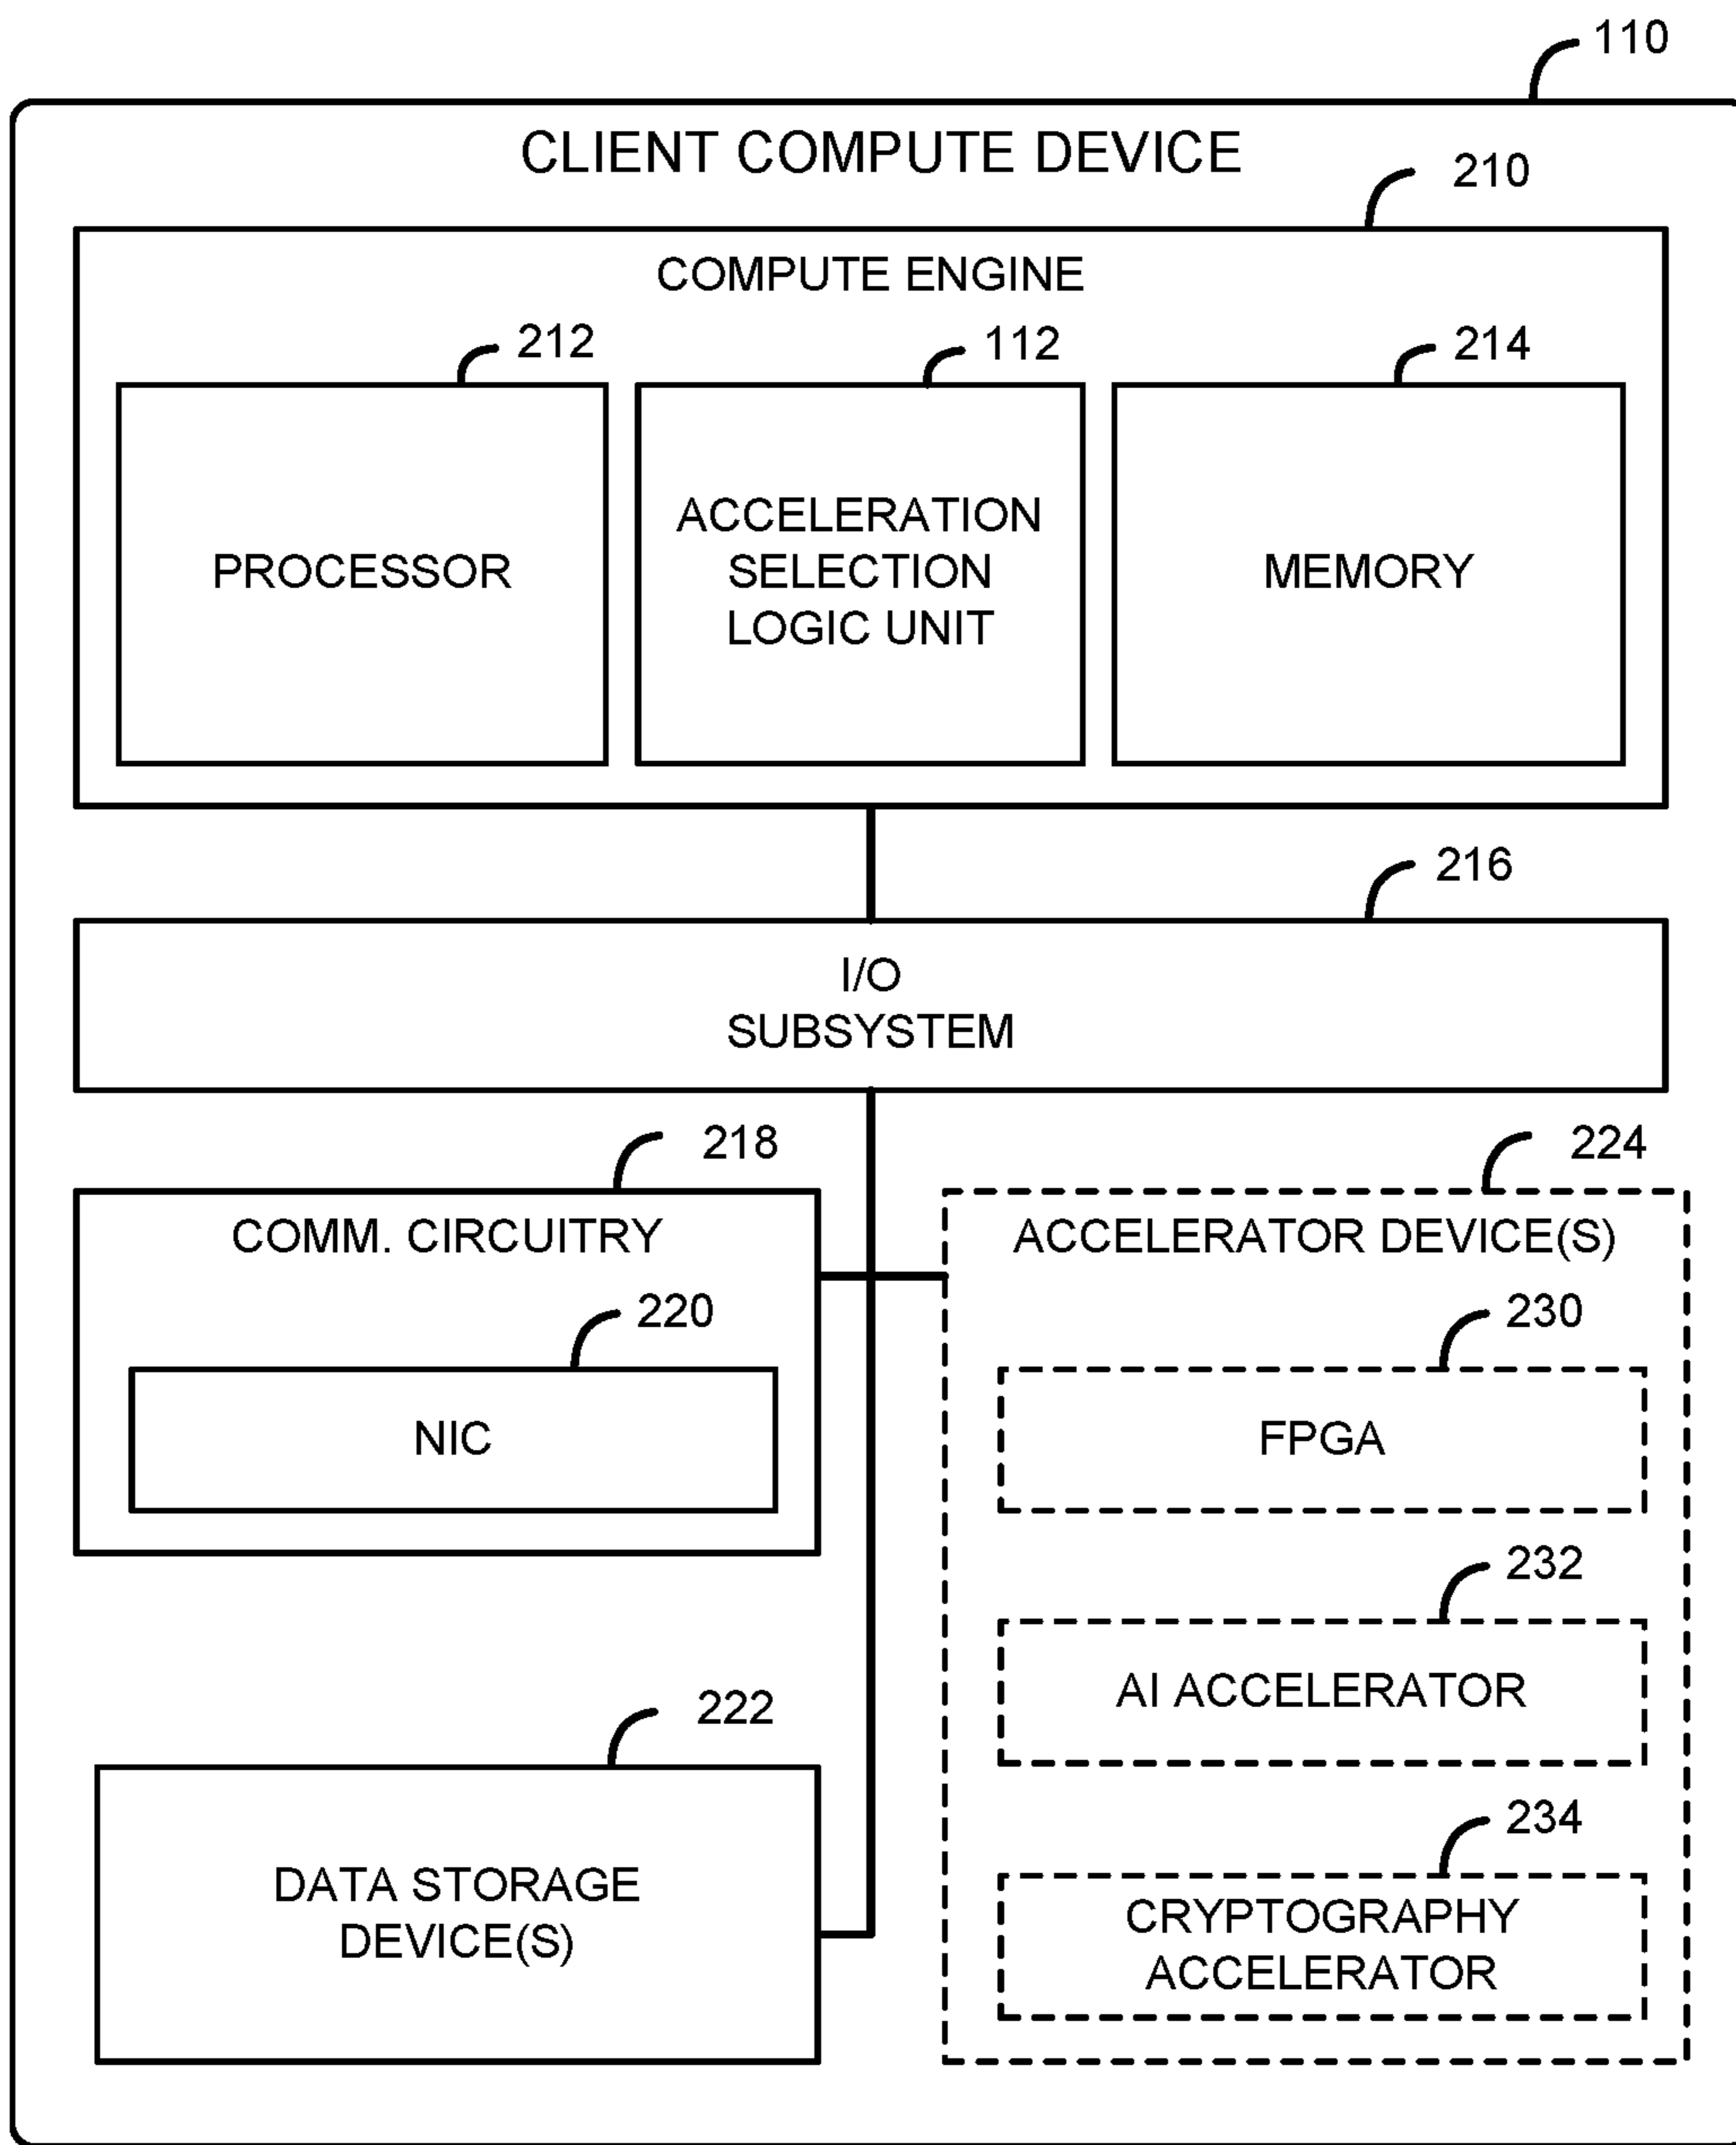 110
CLIENT COMPUTE DEVICE
210
COMPUTE ENGINE
212
112
214
PROCESSOR
ACCELERATION
SELECTION
LOGIC UNIT
MEMORY
216
I/O
SUBSYSTEM
218
COMM. CIRCUITRY
220
NIC
222
DATA STORAGE
DEVICE(S)
224
ACCELERATOR DEVICE(S)
230
FPGA
232
AI ACCELERATOR
234
CRYPTOGRAPHY
ACCELERATOR